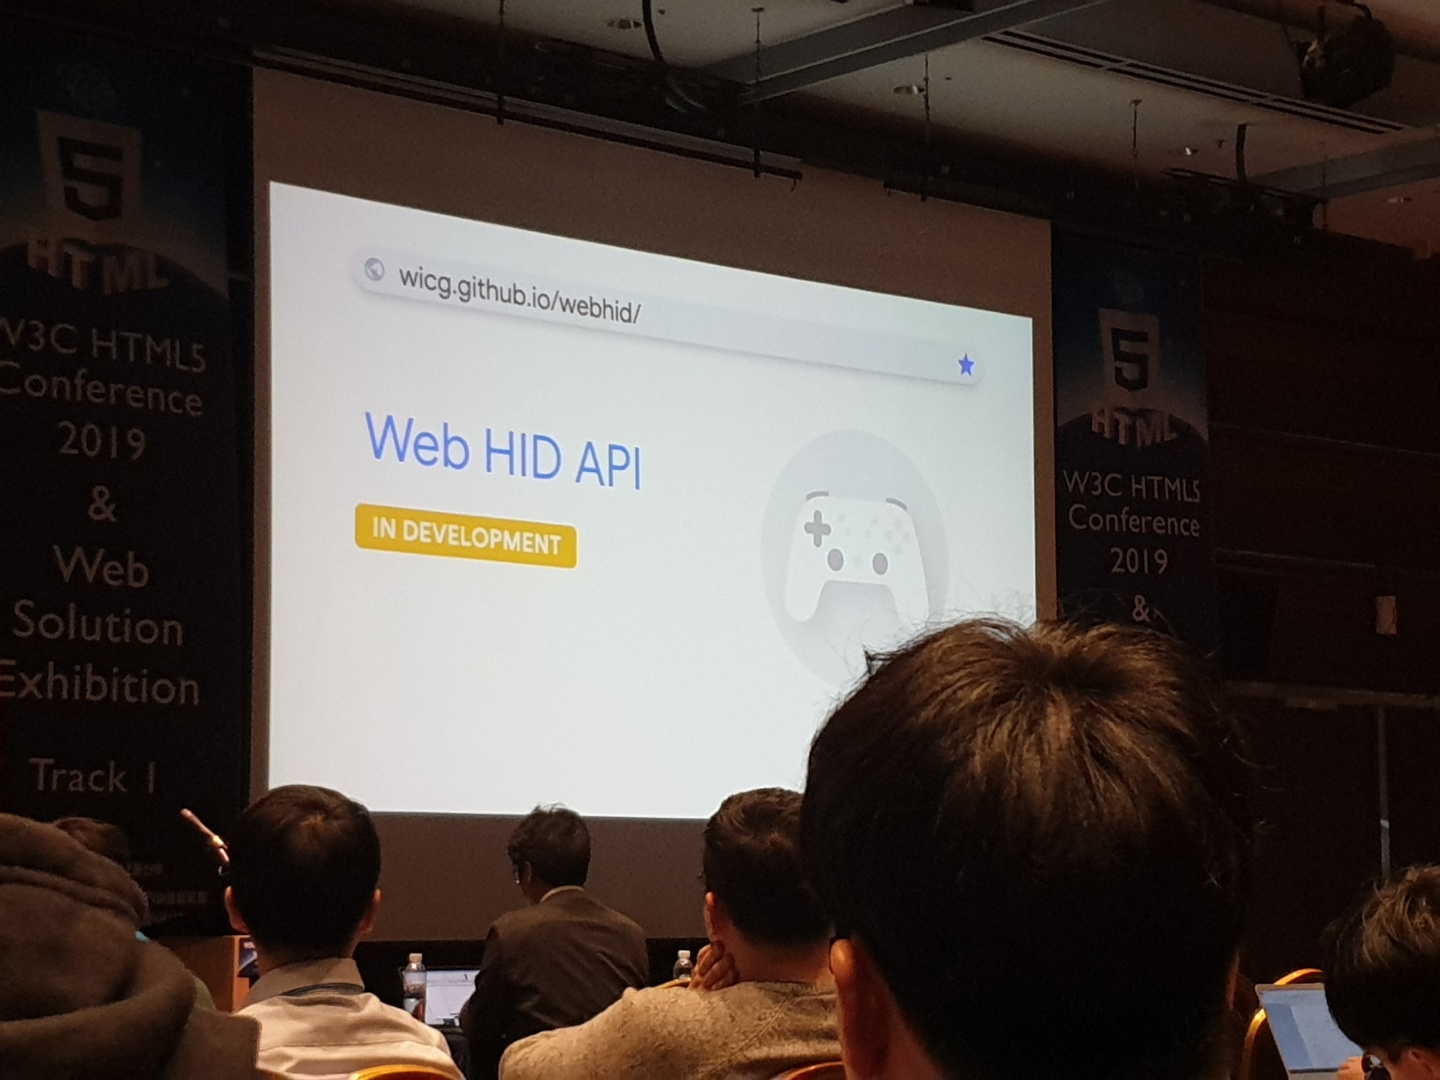 5
HTML
W3C HTML5
Conference
2019
&
Web
Solution
Exhibition
Track 1
wicg.github.io/webhid/
Web HID API
IN DEVELOPMENT
5
HTML
W3C HTML5
Conference
2019
&